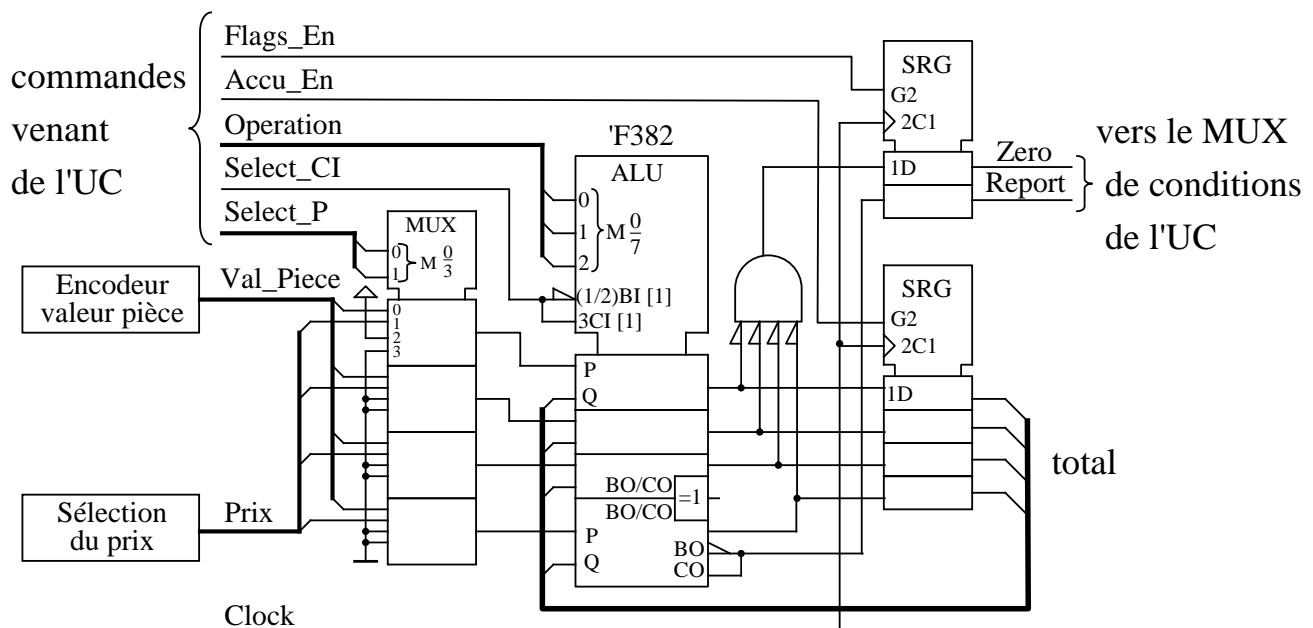 commandes
venant
de l'UC
Flags_En
Accu_En
Operation
Select_CI
Select_P
Encodeur
valeur pièce
Val_Piece
Sélection
du prix
Prix
Clock
MUX
0
1
M 0/3
0
1
2
3
'F382
ALU
0
1
2
M 0/7
(1/2)BI [1]
3CI [1]
P
Q
BO/CO
BO/CO
=1
P
Q
BO
CO
SRG
G2
2C1
1D
Zero
Report
vers le MUX
de conditions
de l'UC
SRG
G2
2C1
1D
total